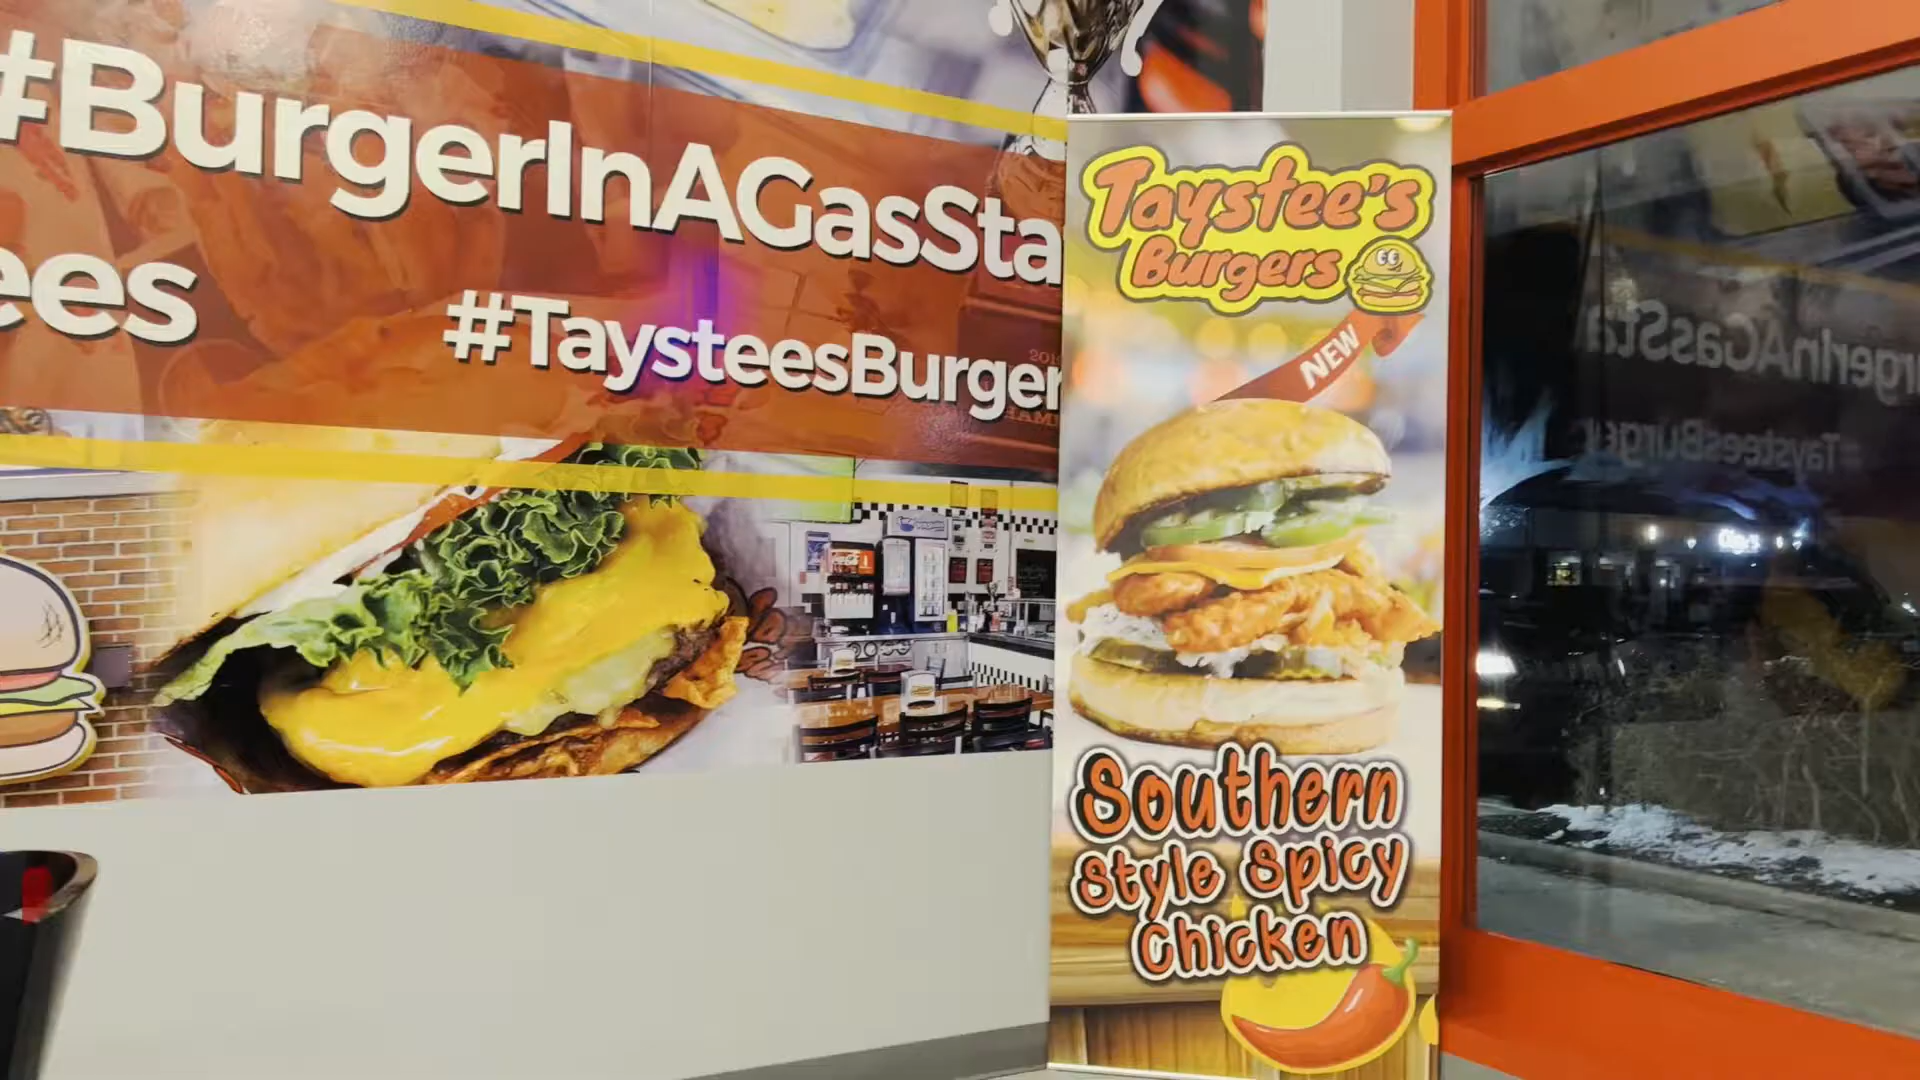 #BurgerInAGasSta
ees
#TaysteesBurger
Taystee's
Burgers
NEW
Southern
Style Spicy
Chicken